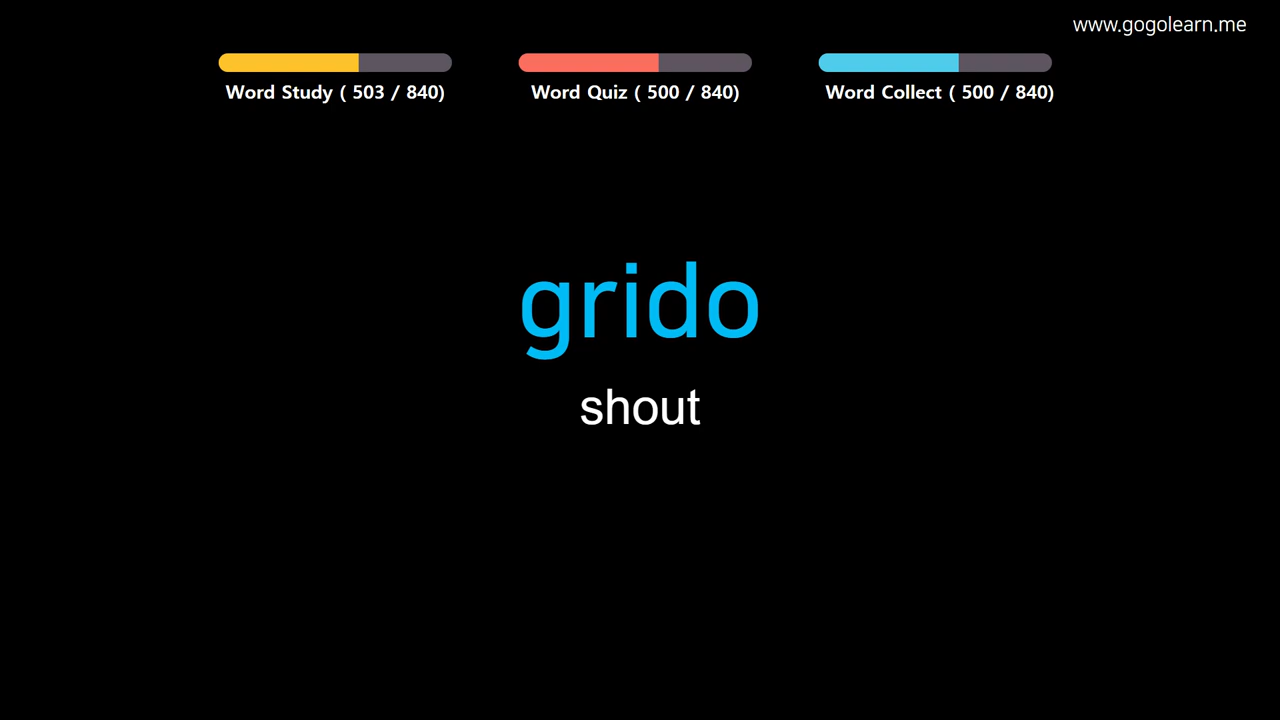 www.gogolearn.me
Word Study ( 503 / 840)
Word Quiz ( 500 / 840)
Word Collect ( 500 / 840)
grido
shout